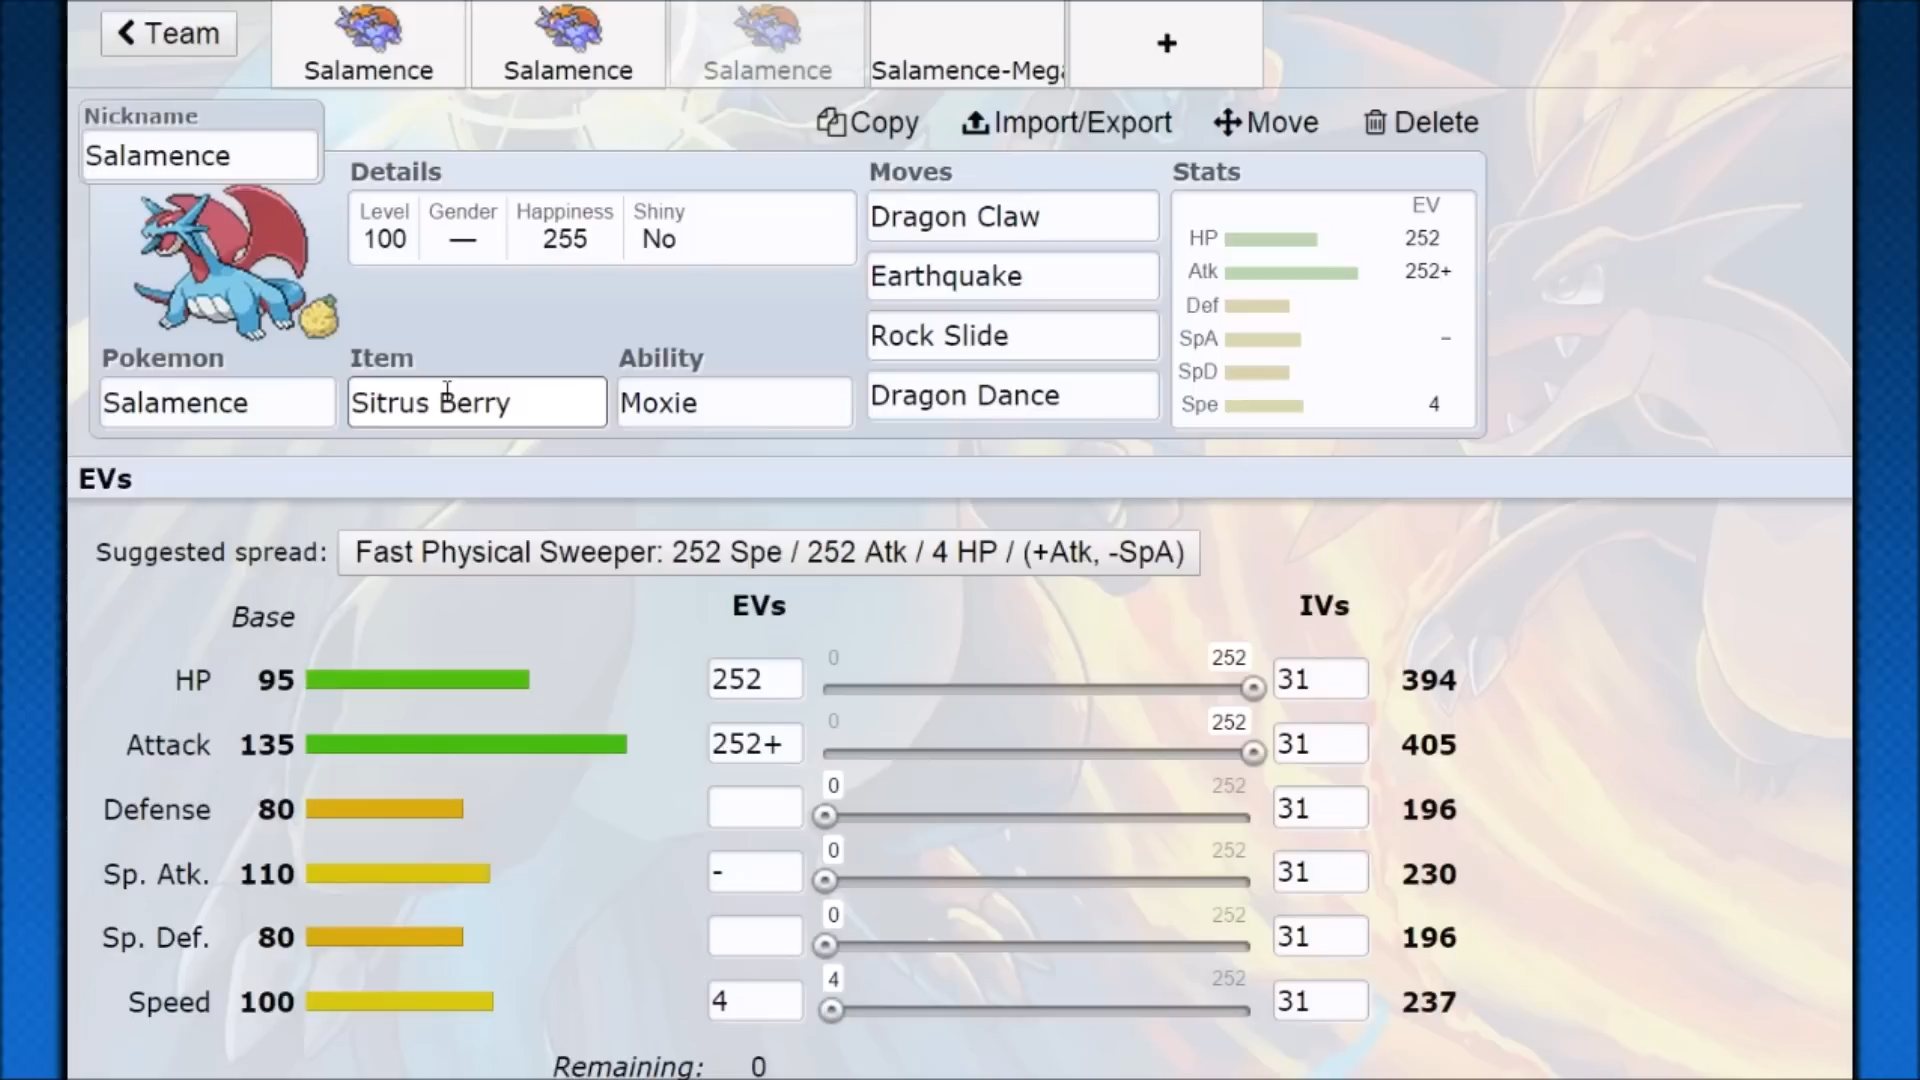 Team
Salamence
Salamence
Salamence
Salamence-Mega
+
Nickname
Salamence
Copy
Import/Export
Move
Delete
Details
Level
100
Gender
—
Happiness
255
Shiny
No
Pokemon
Salamence
Item
Sitrus Berry
Ability
Moxie
Moves
Dragon Claw
Earthquake
Rock Slide
Dragon Dance
Stats
EV
HP 252
Atk 252+
Def
SpA –
SpD
Spe 4
EVs
Suggested spread: Fast Physical Sweeper: 252 Spe / 252 Atk / 4 HP / (+Atk, -SpA)
Base EVs IVs
HP 95 252 0 252 31 394
Attack 135 252+ 0 252 31 405
Defense 80 0 252 31 196
Sp. Atk. 110 - 0 252 31 230
Sp. Def. 80 0 252 31 196
Speed 100 4 4 252 31 237
Remaining: 0